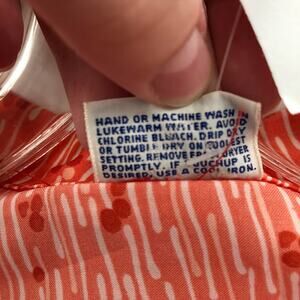 HAND OR MACHINE WASH IN
LUKEWARM WATER. AVOID
CHLORINE BLEACH. DRIP DRY
OR TUMBLE DRY ON COOLEST
SETTING. REMOVE FROM DRYER
PROMPTLY. IF TOUCHUP IS
DESIRED, USE A COOL IRON.